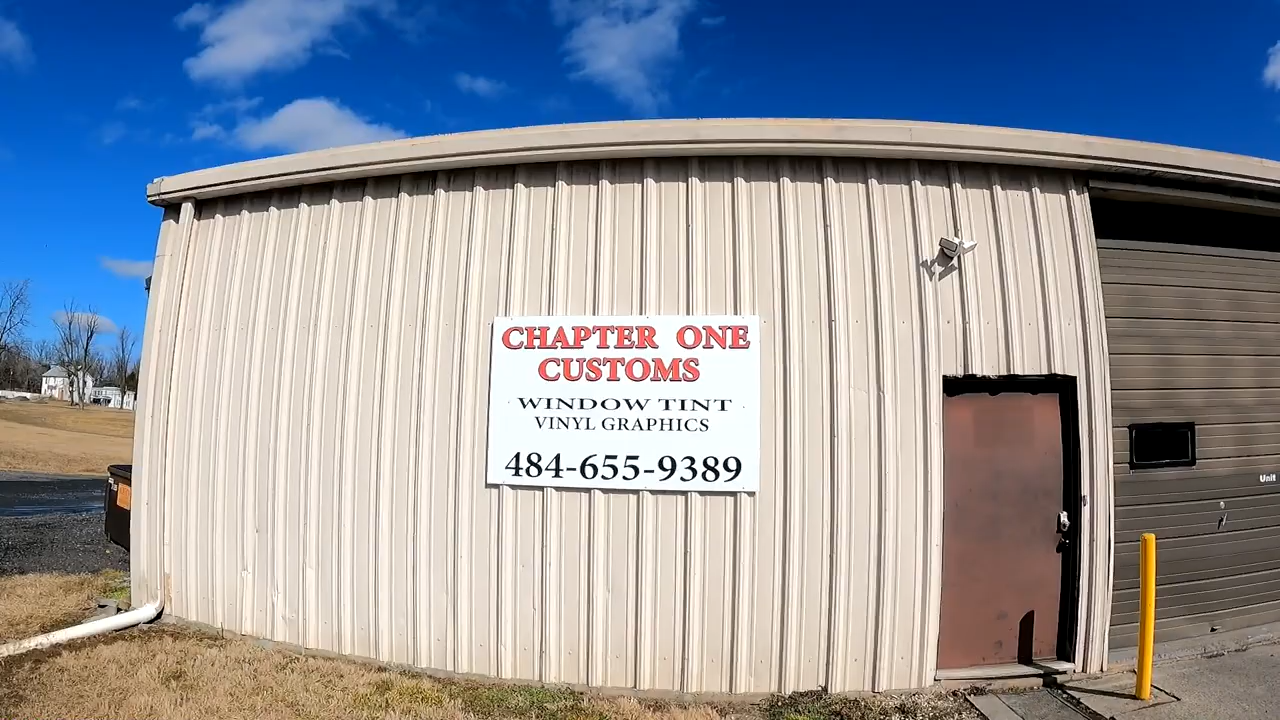 CHAPTER ONE
CUSTOMS
WINDOW TINT
VINYL GRAPHICS
484-655-9389
Unit